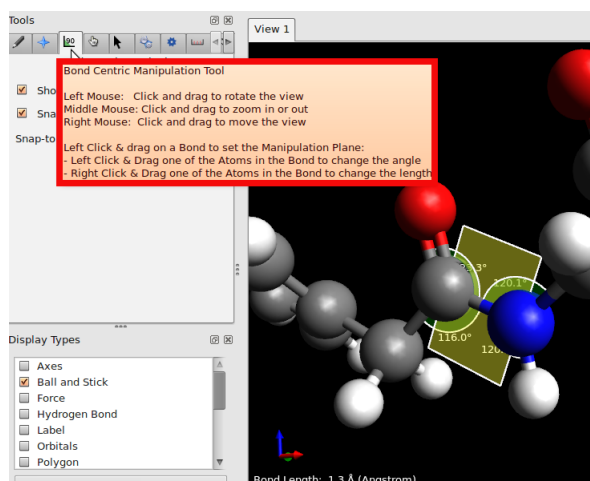 Tools
View 1
90
Bond Centric Manipulation Tool
Left Mouse: Click and drag to rotate the view
Middle Mouse: Click and drag to zoom in or out
Right Mouse: Click and drag to move the view
Left Click & drag on a Bond to set the Manipulation Plane:
- Left Click & Drag one of the Atoms in the Bond to change the angle
- Right Click & Drag one of the Atoms in the Bond to change the length
Sho
Sna
Snap-to
120.1°
116.0°
120.
Display Types
Axes
Ball and Stick
Force
Hydrogen Bond
Label
Orbitals
Polygon
Bond Length: 1.3 Å (Angstrom)